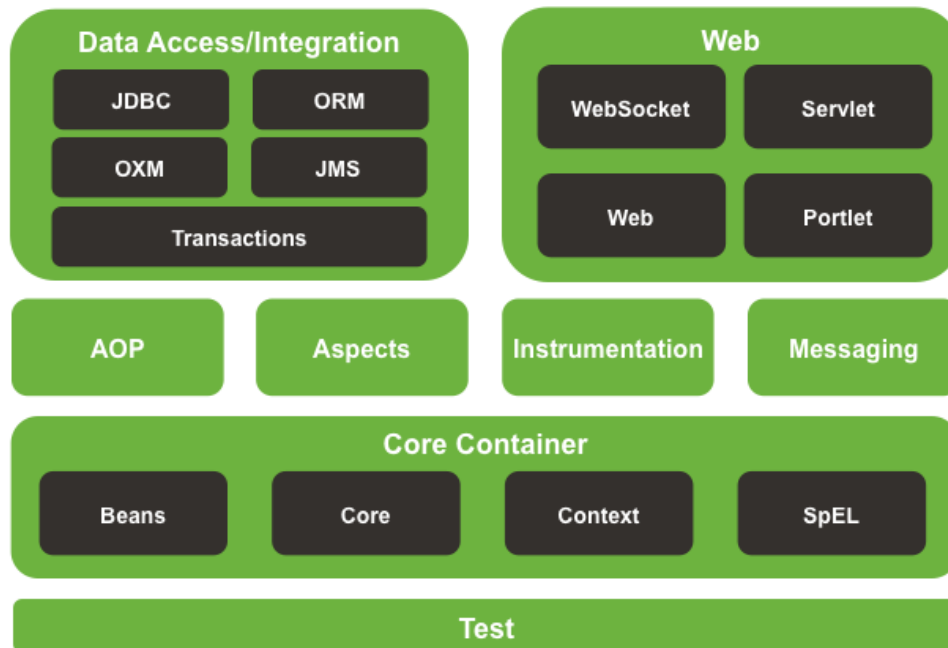 Data Access/Integration
JDBC
ORM
OXM
JMS
Transactions
Web
WebSocket
Servlet
Web
Portlet
AOP
Aspects
Instrumentation
Messaging
Core Container
Beans
Core
Context
SpEL
Test